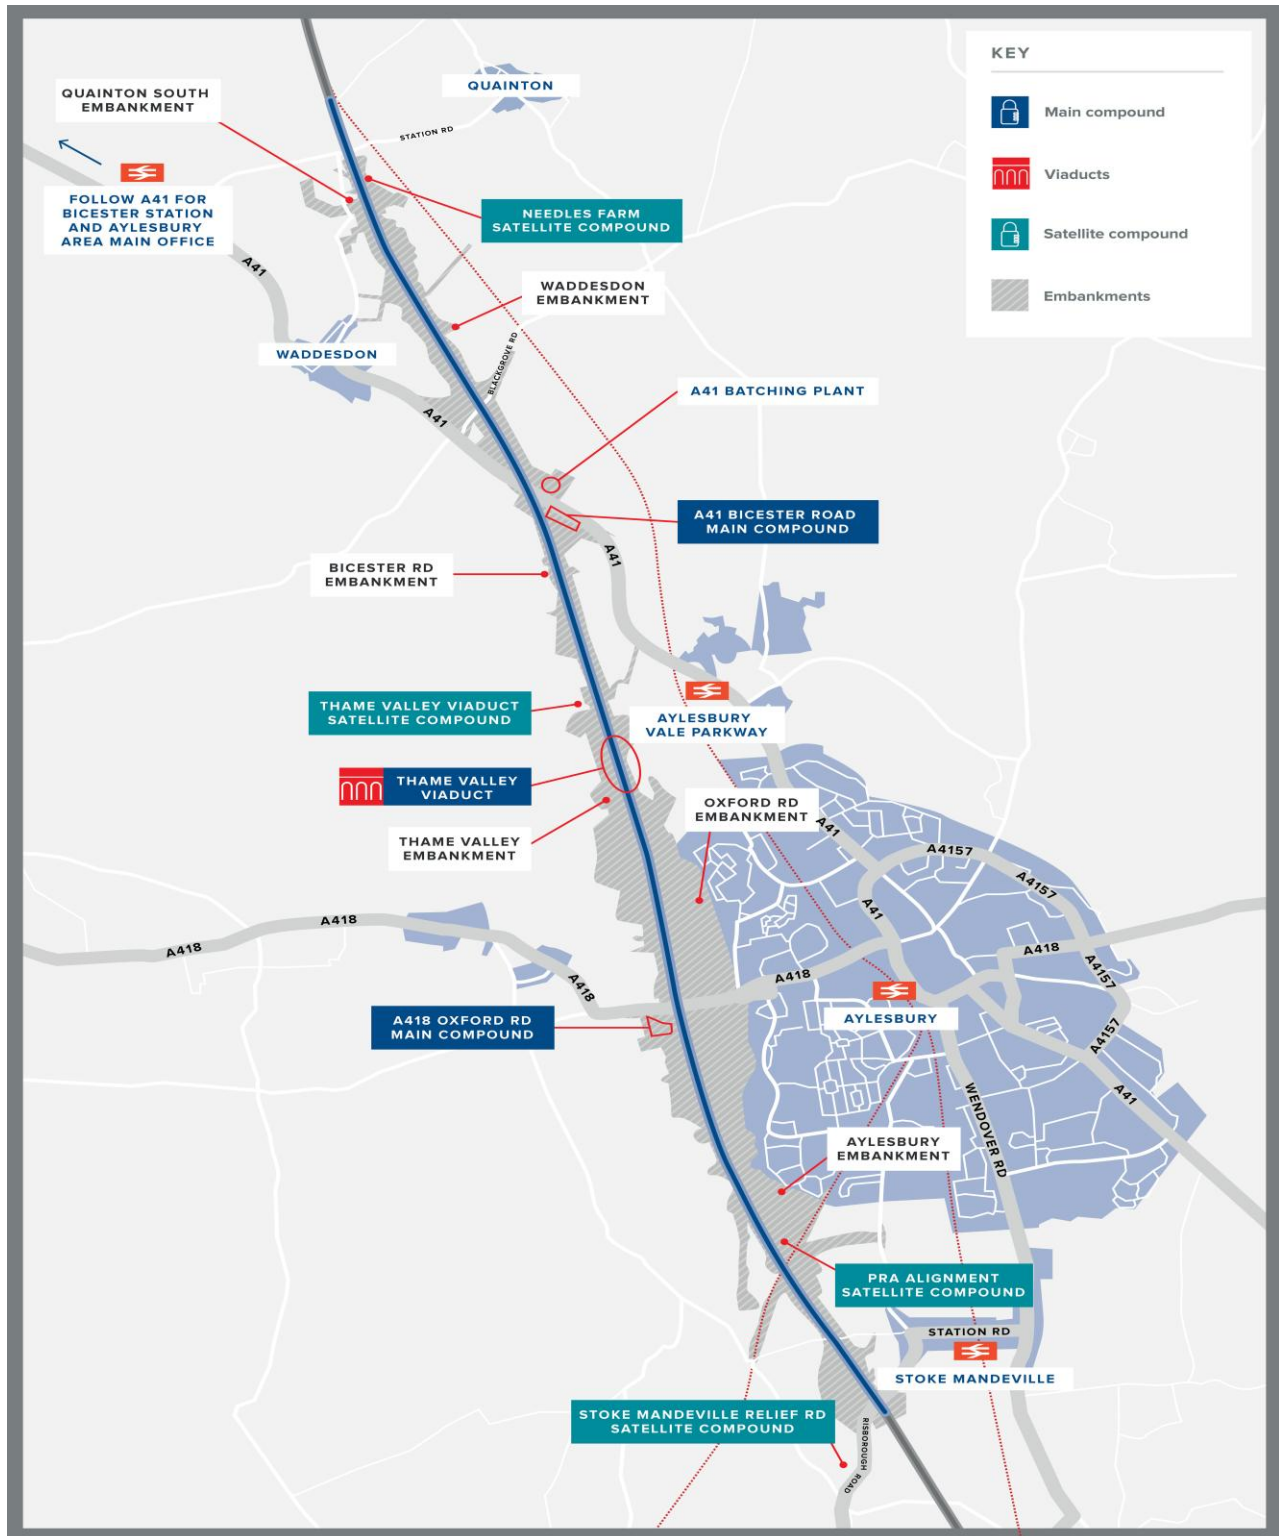 KEY
Main compound
Viaducts
Satellite compound
Embankments
QUAINTON
QUAINTON SOUTH
EMBANKMENT
STATION RD
FOLLOW A41 FOR
BICESTER STATION
AND AYLESBURY
AREA MAIN OFFICE
NEEDLES FARM
SATELLITE COMPOUND
A41
WADDESDON
EMBANKMENT
WADDESDON
BLACKGROVE RD
A41
A41 BATCHING PLANT
A41 BICESTER ROAD
MAIN COMPOUND
A41
BICESTER RD
EMBANKMENT
THAME VALLEY VIADUCT
SATELLITE COMPOUND
AYLESBURY
VALE PARKWAY
THAME VALLEY
VIADUCT
OXFORD RD
EMBANKMENT
A41
THAME VALLEY
EMBANKMENT
A4157
A4157
A41
A418
A418
A418
A418
A418
A4157
A418 OXFORD RD
MAIN COMPOUND
AYLESBURY
A4157
A41
WENDOVER RD
AYLESBURY
EMBANKMENT
PRA ALIGNMENT
SATELLITE COMPOUND
STATION RD
STOKE MANDEVILLE
STOKE MANDEVILLE RELIEF RD
SATELLITE COMPOUND
RISBOROUGH
ROAD